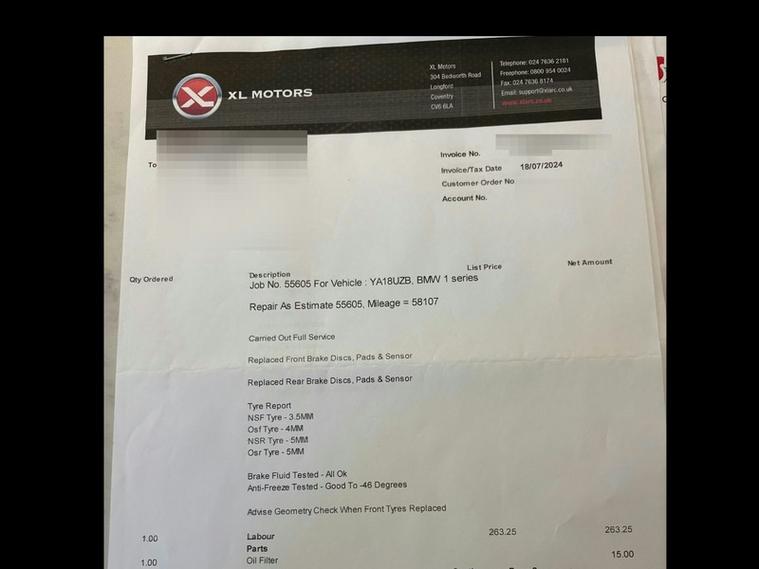 XL MOTORS
XL Motors
304 Bedworth Road
Longford
Coventry
CV6 6LA
Telephone: 024 7636 2181
Freephone: 0800 954 0024
Fax: 024 7636 8174
Email: support@xlarc.co.uk
www.xlarc.co.uk
To
Invoice No.
Invoice/Tax Date 18/07/2024
Customer Order No
Account No.
Qty Ordered Description List Price Net Amount
Job No. 55605 For Vehicle : YA18UZB, BMW 1 series
Repair As Estimate 55605, Mileage = 58107
Carried Out Full Service
Replaced Front Brake Discs, Pads & Sensor
Replaced Rear Brake Discs, Pads & Sensor
Tyre Report
NSF Tyre - 3.5MM
Osf Tyre - 4MM
NSR Tyre - 5MM
Osr Tyre - 5MM
Brake Fluid Tested - All Ok
Anti-Freeze Tested - Good To -46 Degrees
Advise Geometry Check When Front Tyres Replaced
1.00 Labour 263.25 263.25
Parts
1.00 Oil Filter 15.00